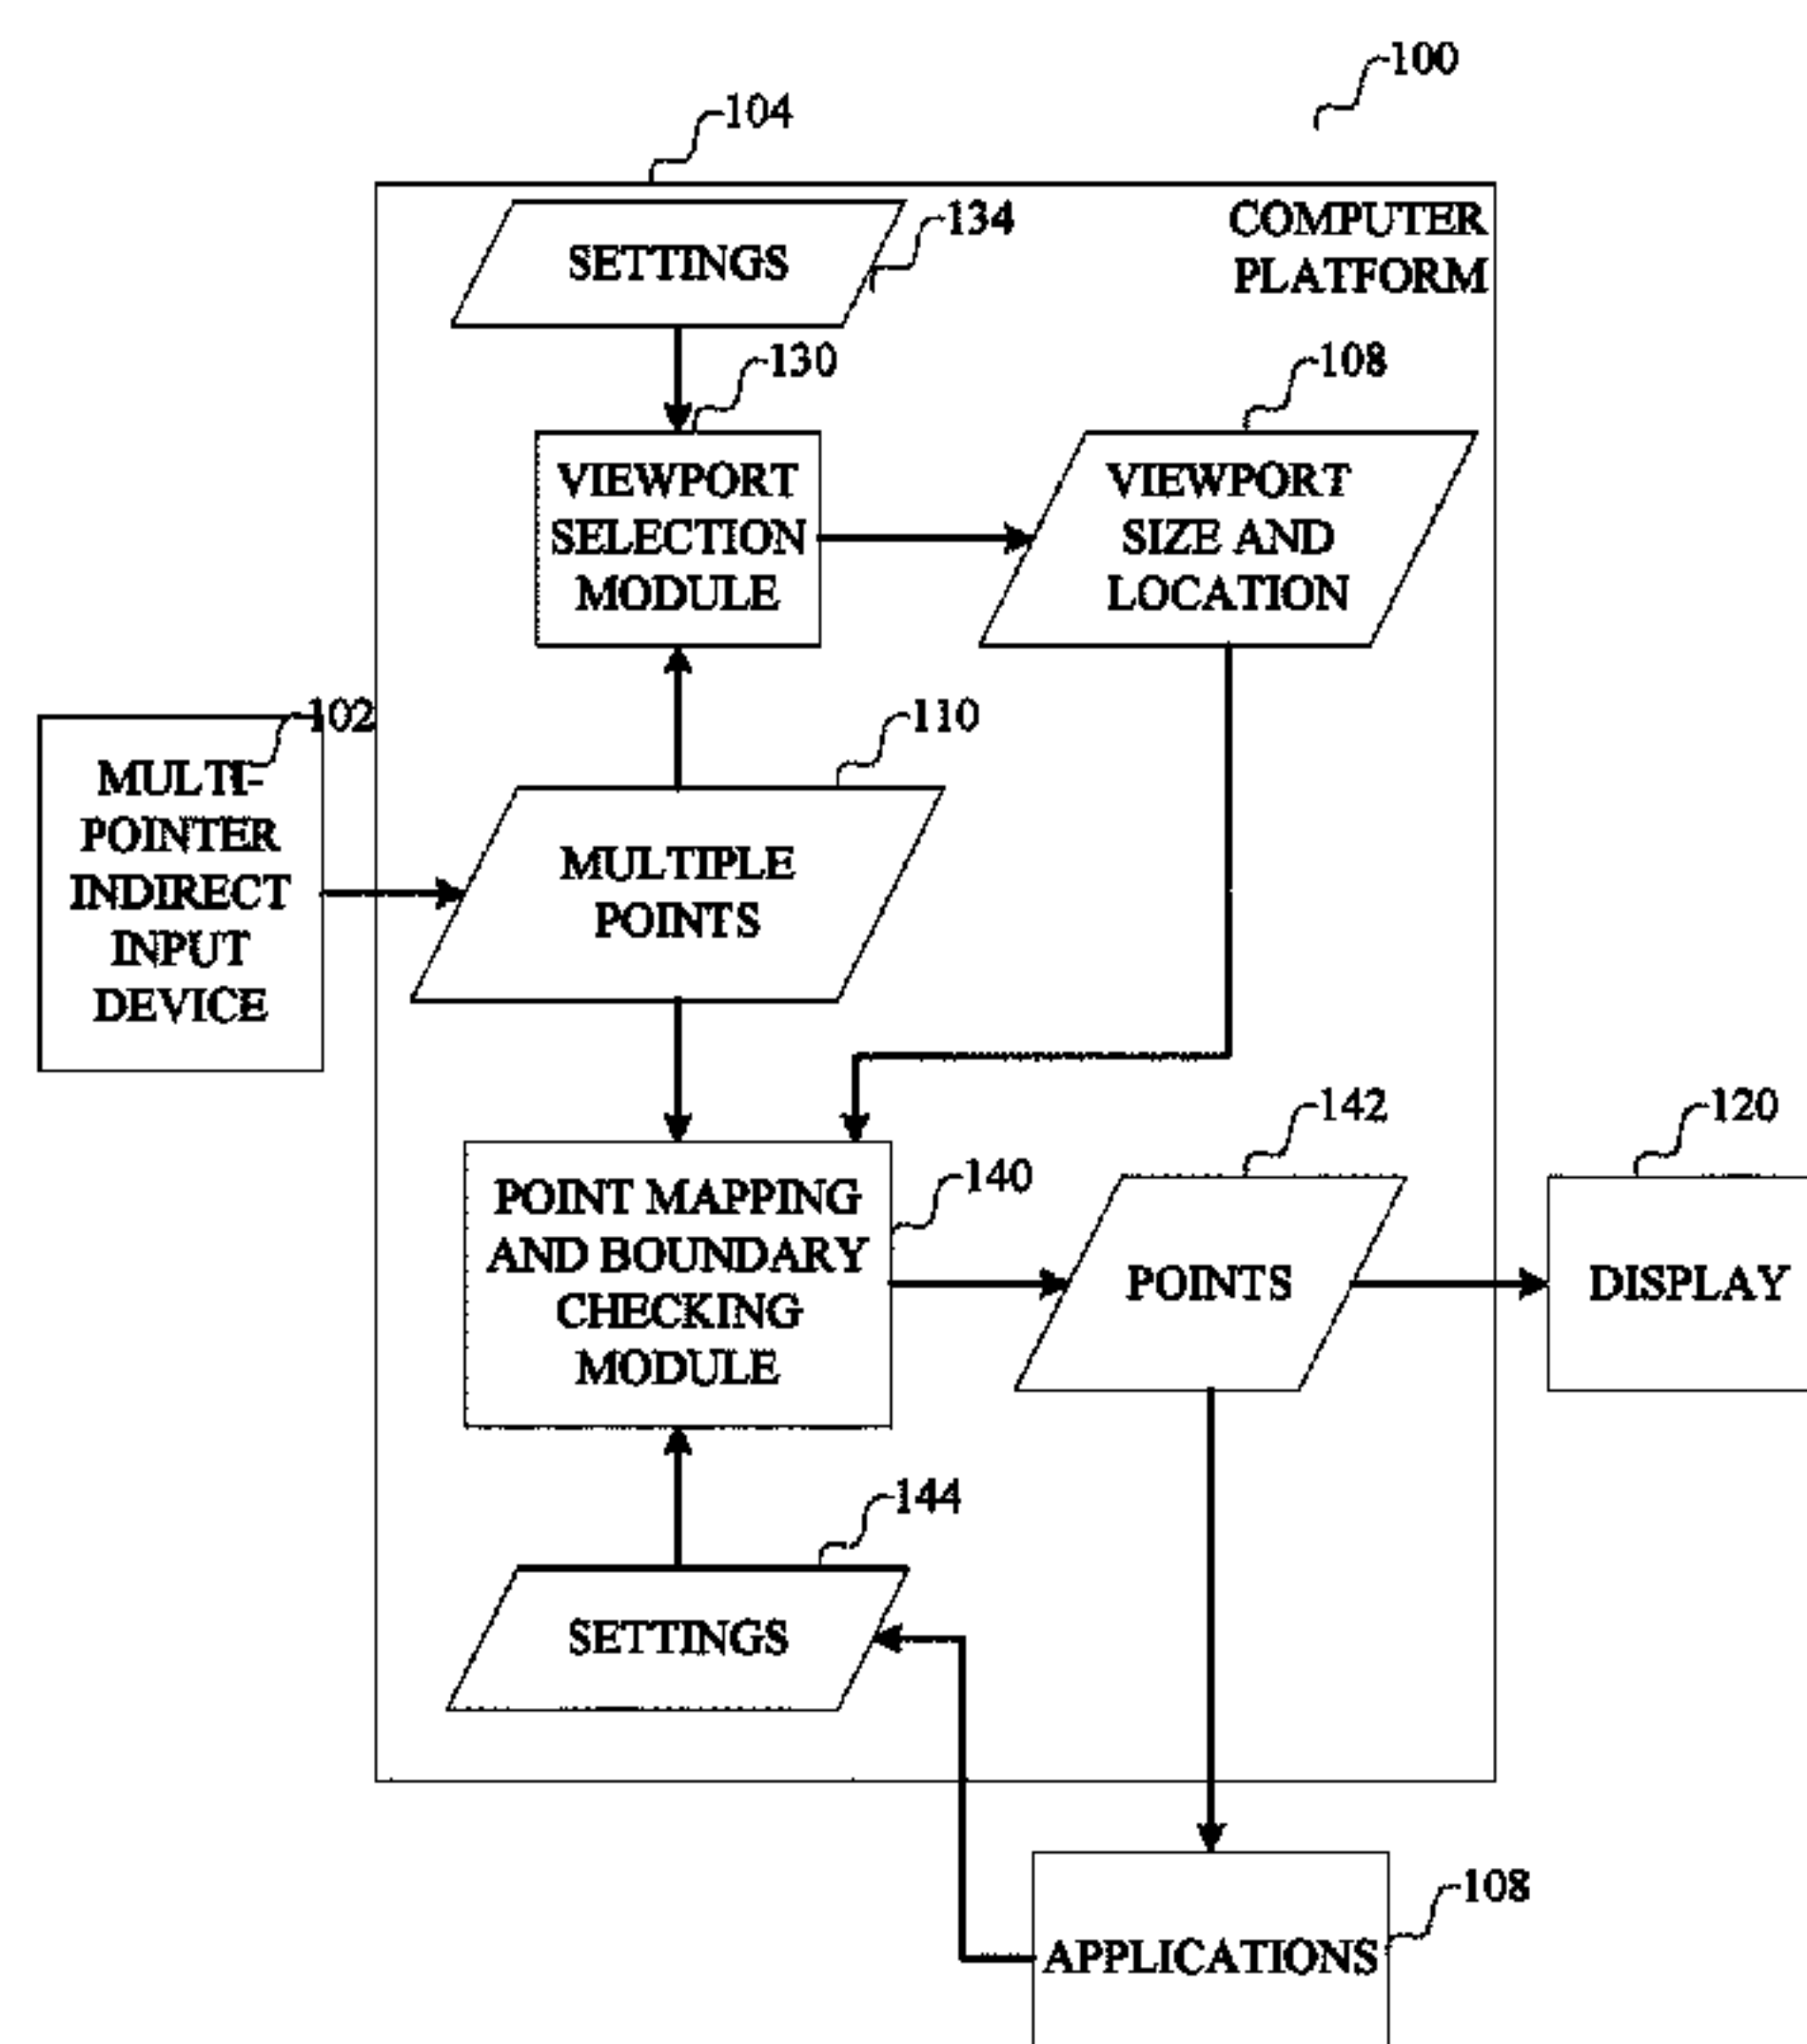 100
104
SETTINGS
134
COMPUTER
PLATFORM
130
108
VIEWPORT
SELECTION
MODULE
VIEWPORT
SIZE AND
LOCATION
102
MULTI-
POINTER
INDIRECT
INPUT
DEVICE
110
MULTIPLE
POINTS
140
POINT MAPPING
AND BOUNDARY
CHECKING
MODULE
142
POINTS
120
DISPLAY
144
SETTINGS
108
APPLICATIONS